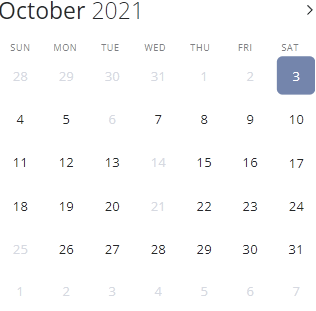 October 2021
SUN MON TUE WED THU FRI SAT
28 29 30 31 1 2 3
4 5 6 7 8 9 10
11 12 13 14 15 16 17
18 19 20 21 22 23 24
25 26 27 28 29 30 31
1 2 3 4 5 6 7